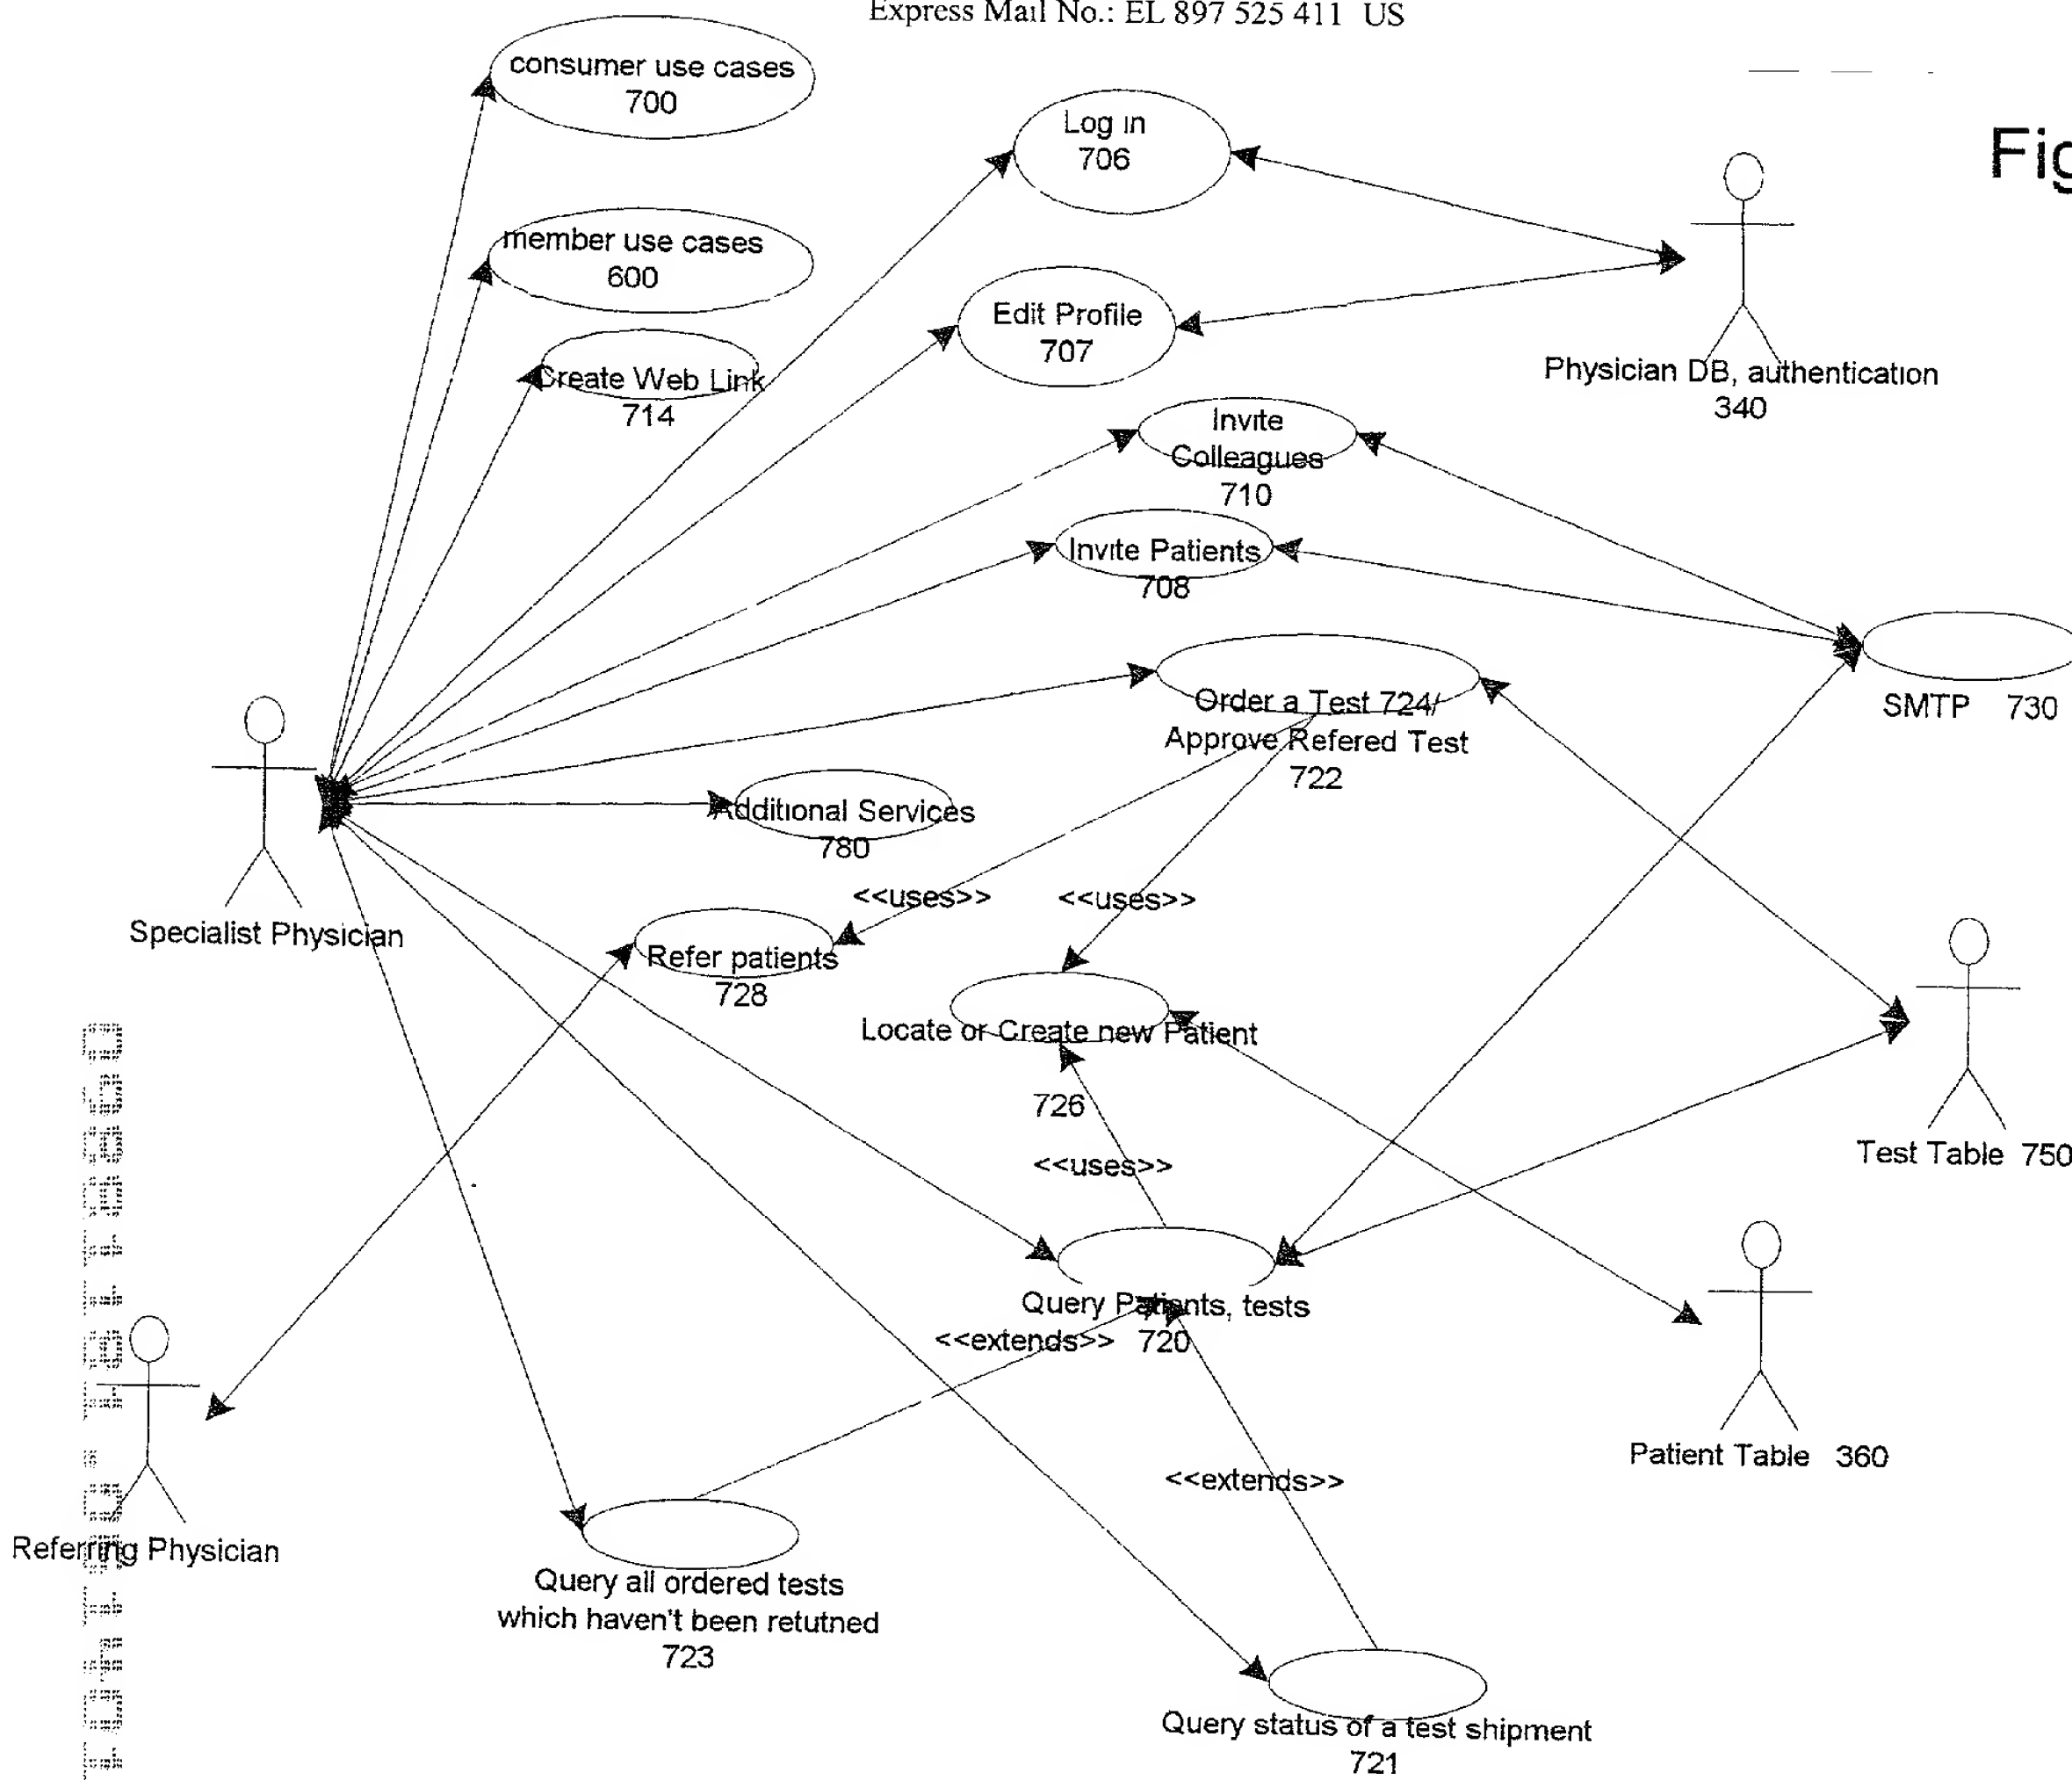 Express Mail No.: EL 897 525 411 US
consumer use cases
700
Log in
706
Fig
member use cases
600
Edit Profile
707
Create Web Link
714
Physician DB, authentication
340
Invite
Colleagues
710
Invite Patients
708
SMTP 730
Order a Test 724/
Approve Refered Test
722
Additional Services
780
Specialist Physician
<<uses>>
<<uses>>
Refer patients
728
Locate or Create new Patient
726
<<uses>>
Test Table 750
Query Patients, tests
720
<<extends>>
Patient Table 360
<<extends>>
Referring Physician
Query all ordered tests
which haven't been retutned
723
Query status of a test shipment
721